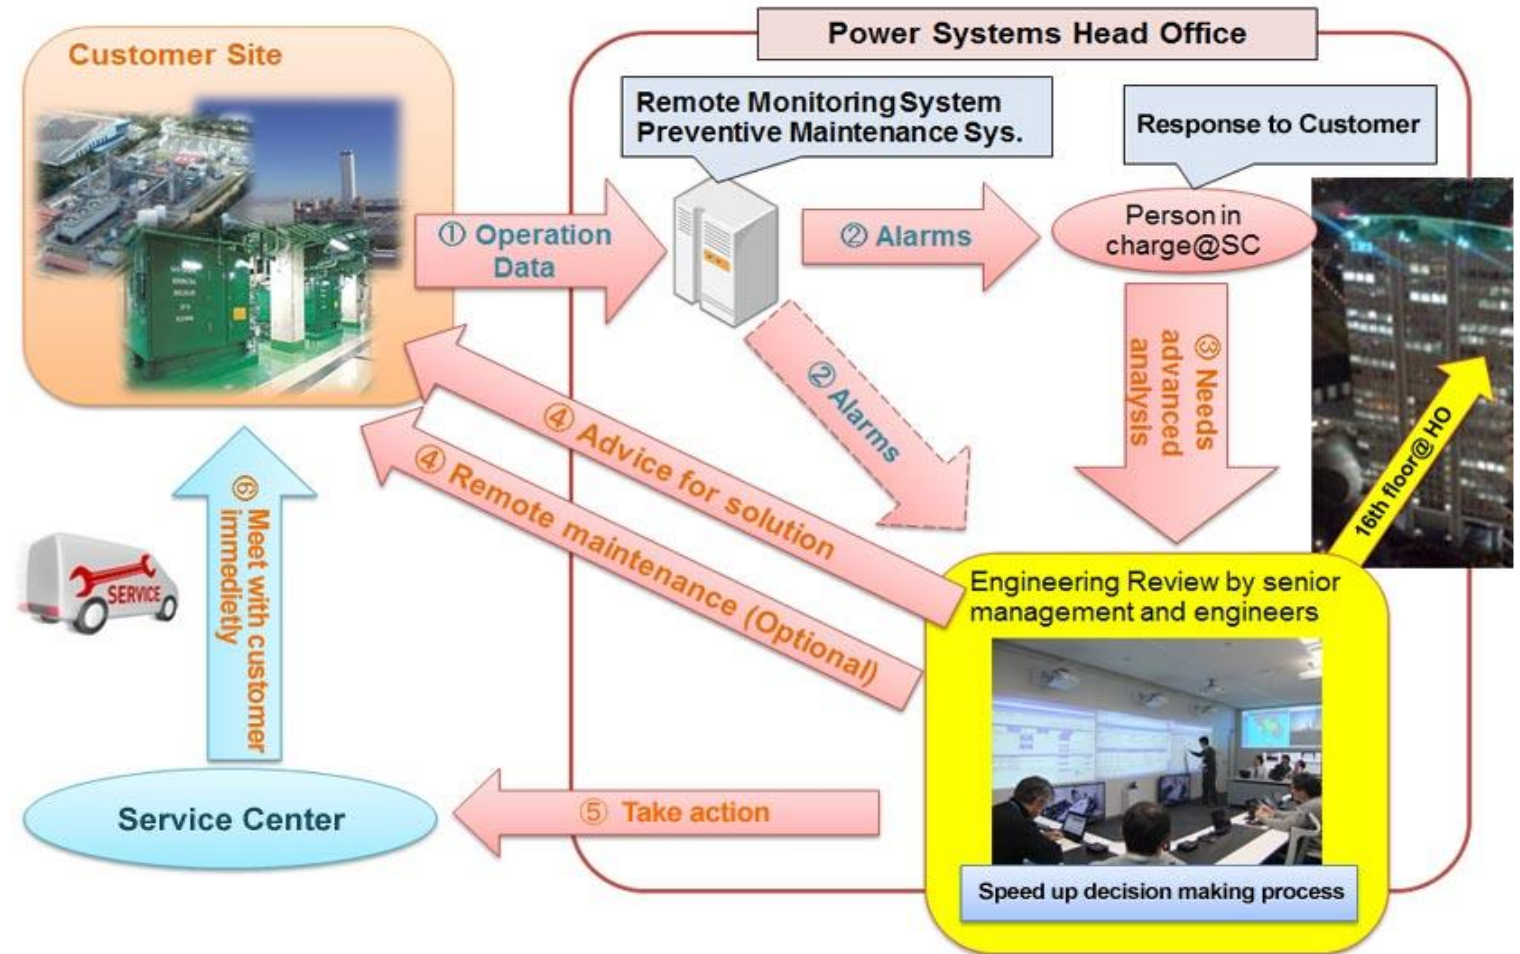 Power Systems Head Office
Customer Site
Remote Monitoring System
Preventive Maintenance Sys.
Response to Customer
① Operation
Data
② Alarms
Person in
charge@SC
② Alarms
③ Needs
advanced
analysis
16th floor@ HO
④ Advice for solution
④ Remote maintenance (Optional)
⑥ Meet with customer
immedietly
SERVICE
Engineering Review by senior
management and engineers
Service Center
⑤ Take action
Speed up decision making process